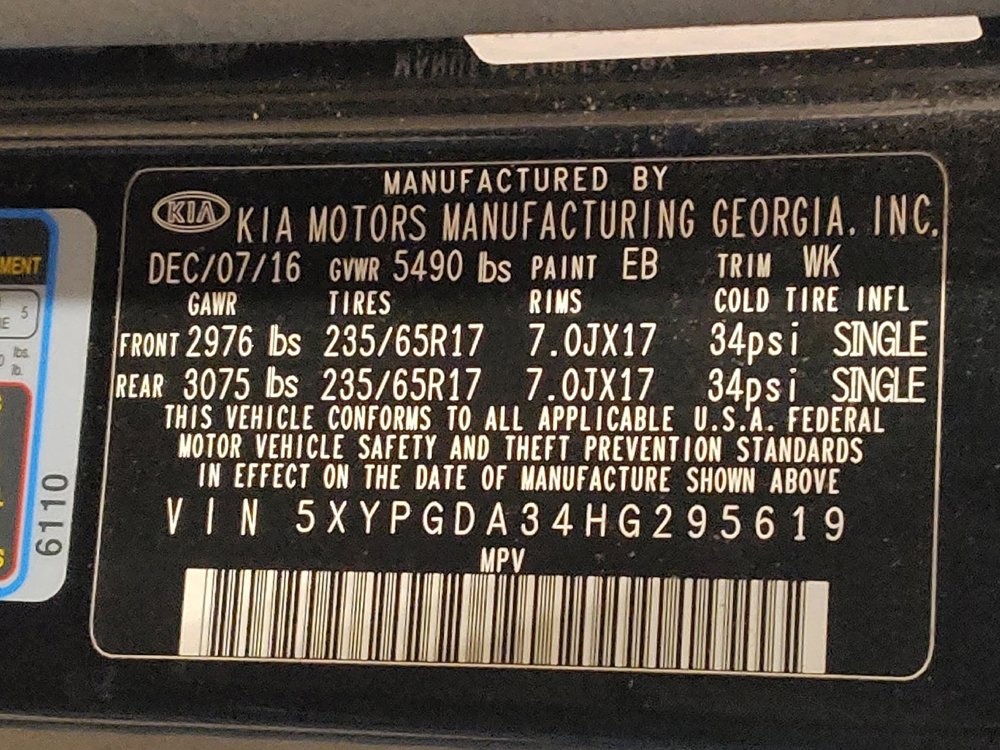 MANUFACTURED BY
KIA KIA MOTORS MANUFACTURING GEORGIA. INC.
DEC/07/16 GVWR 5490 lbs PAINT EB TRIM WK
GAWR TIRES RIMS COLD TIRE INFL
FRONT 2976 lbs 235/65R17 7.0JX17 34psi SINGLE
REAR 3075 lbs 235/65R17 7.0JX17 34psi SINGLE
THIS VEHICLE CONFORMS TO ALL APPLICABLE U.S.A. FEDERAL
MOTOR VEHICLE SAFETY AND THEFT PREVENTION STANDARDS
IN EFFECT ON THE DATE OF MANUFACTURE SHOWN ABOVE
VIN 5XYPGDA34HG295619
MPV
5
lbs.
lb.
6110